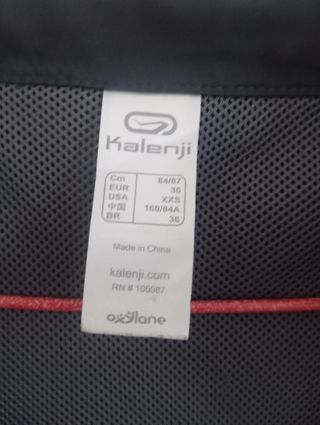 Kalenji
Cm 84/87
EUR 36
USA XXS
中国 160/84A
BR 36
Made in China
kalenji.com
RN # 106987
oxylane